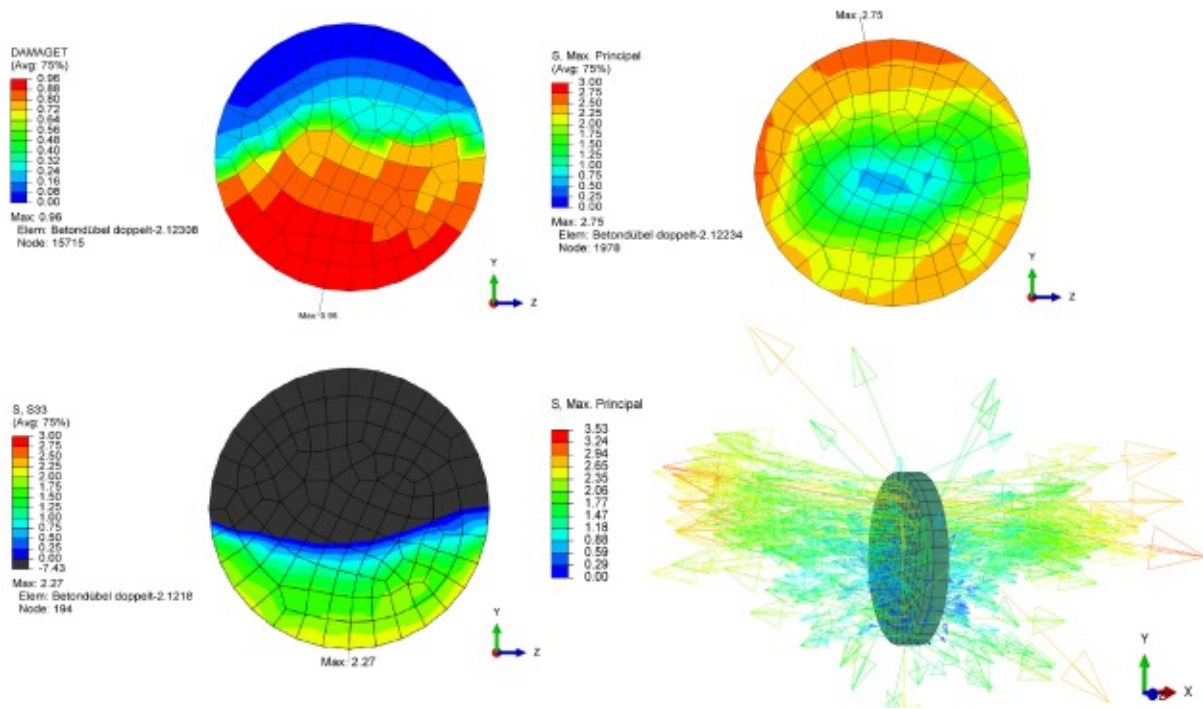 DAMAGET
(Avg: 75%)
0.96
0.88
0.80
0.72
0.64
0.56
0.48
0.40
0.32
0.24
0.16
0.08
0.00
Max: 0.96
Elem: Betondübel doppelt-2.12308
Node: 15715
Max: 0.96
Y
Z
Max: 2.75
S, Max. Principal
(Avg: 75%)
3.00
2.75
2.50
2.25
2.00
1.75
1.50
1.25
1.00
0.75
0.50
0.25
0.00
Max: 2.75
Elem: Betondübel doppelt-2.12234
Node: 1978
Y
Z
S, S33
(Avg: 75%)
3.00
2.75
2.50
2.25
2.00
1.75
1.50
1.25
1.00
0.75
0.50
0.25
0.00
-7.43
Max: 2.27
Elem: Betondübel doppelt-2.1218
Node: 194
Max: 2.27
Y
Z
S, Max. Principal
3.53
3.24
2.94
2.65
2.35
2.06
1.77
1.47
1.18
0.88
0.59
0.29
0.00
Y
X